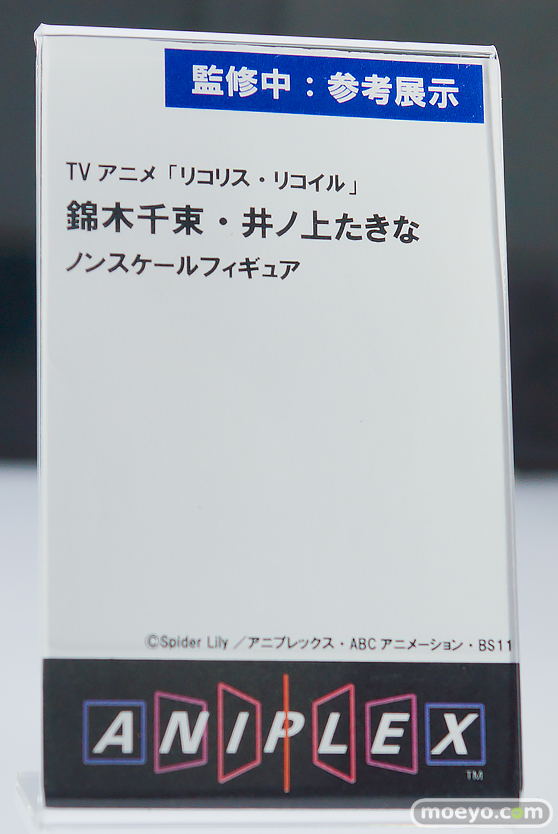 監修中：参考展示
TV アニメ「リコリス・リコイル」
錦木千束・井ノ上たきな
ノンスケールフィギュア
©Spider Lily／アニプレックス・ABCアニメーション・BS11
ANIPLEX
TM
moeyo.com